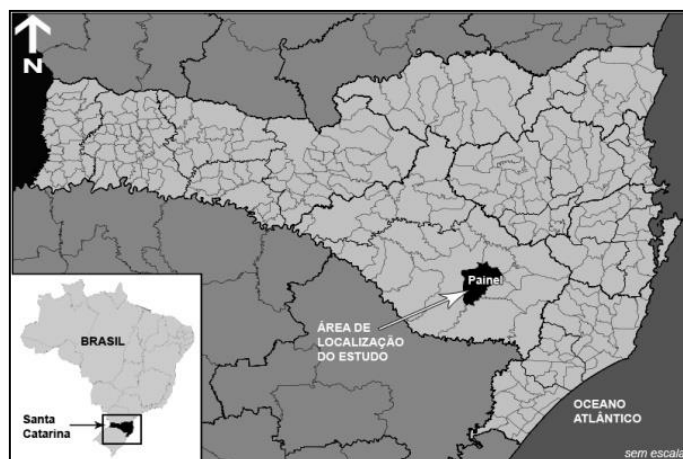 N
Painel
ÁREA DE
LOCALIZAÇÃO
DO ESTUDO
BRASIL
Santa
Catarina
OCEANO
ATLÂNTICO
sem escala